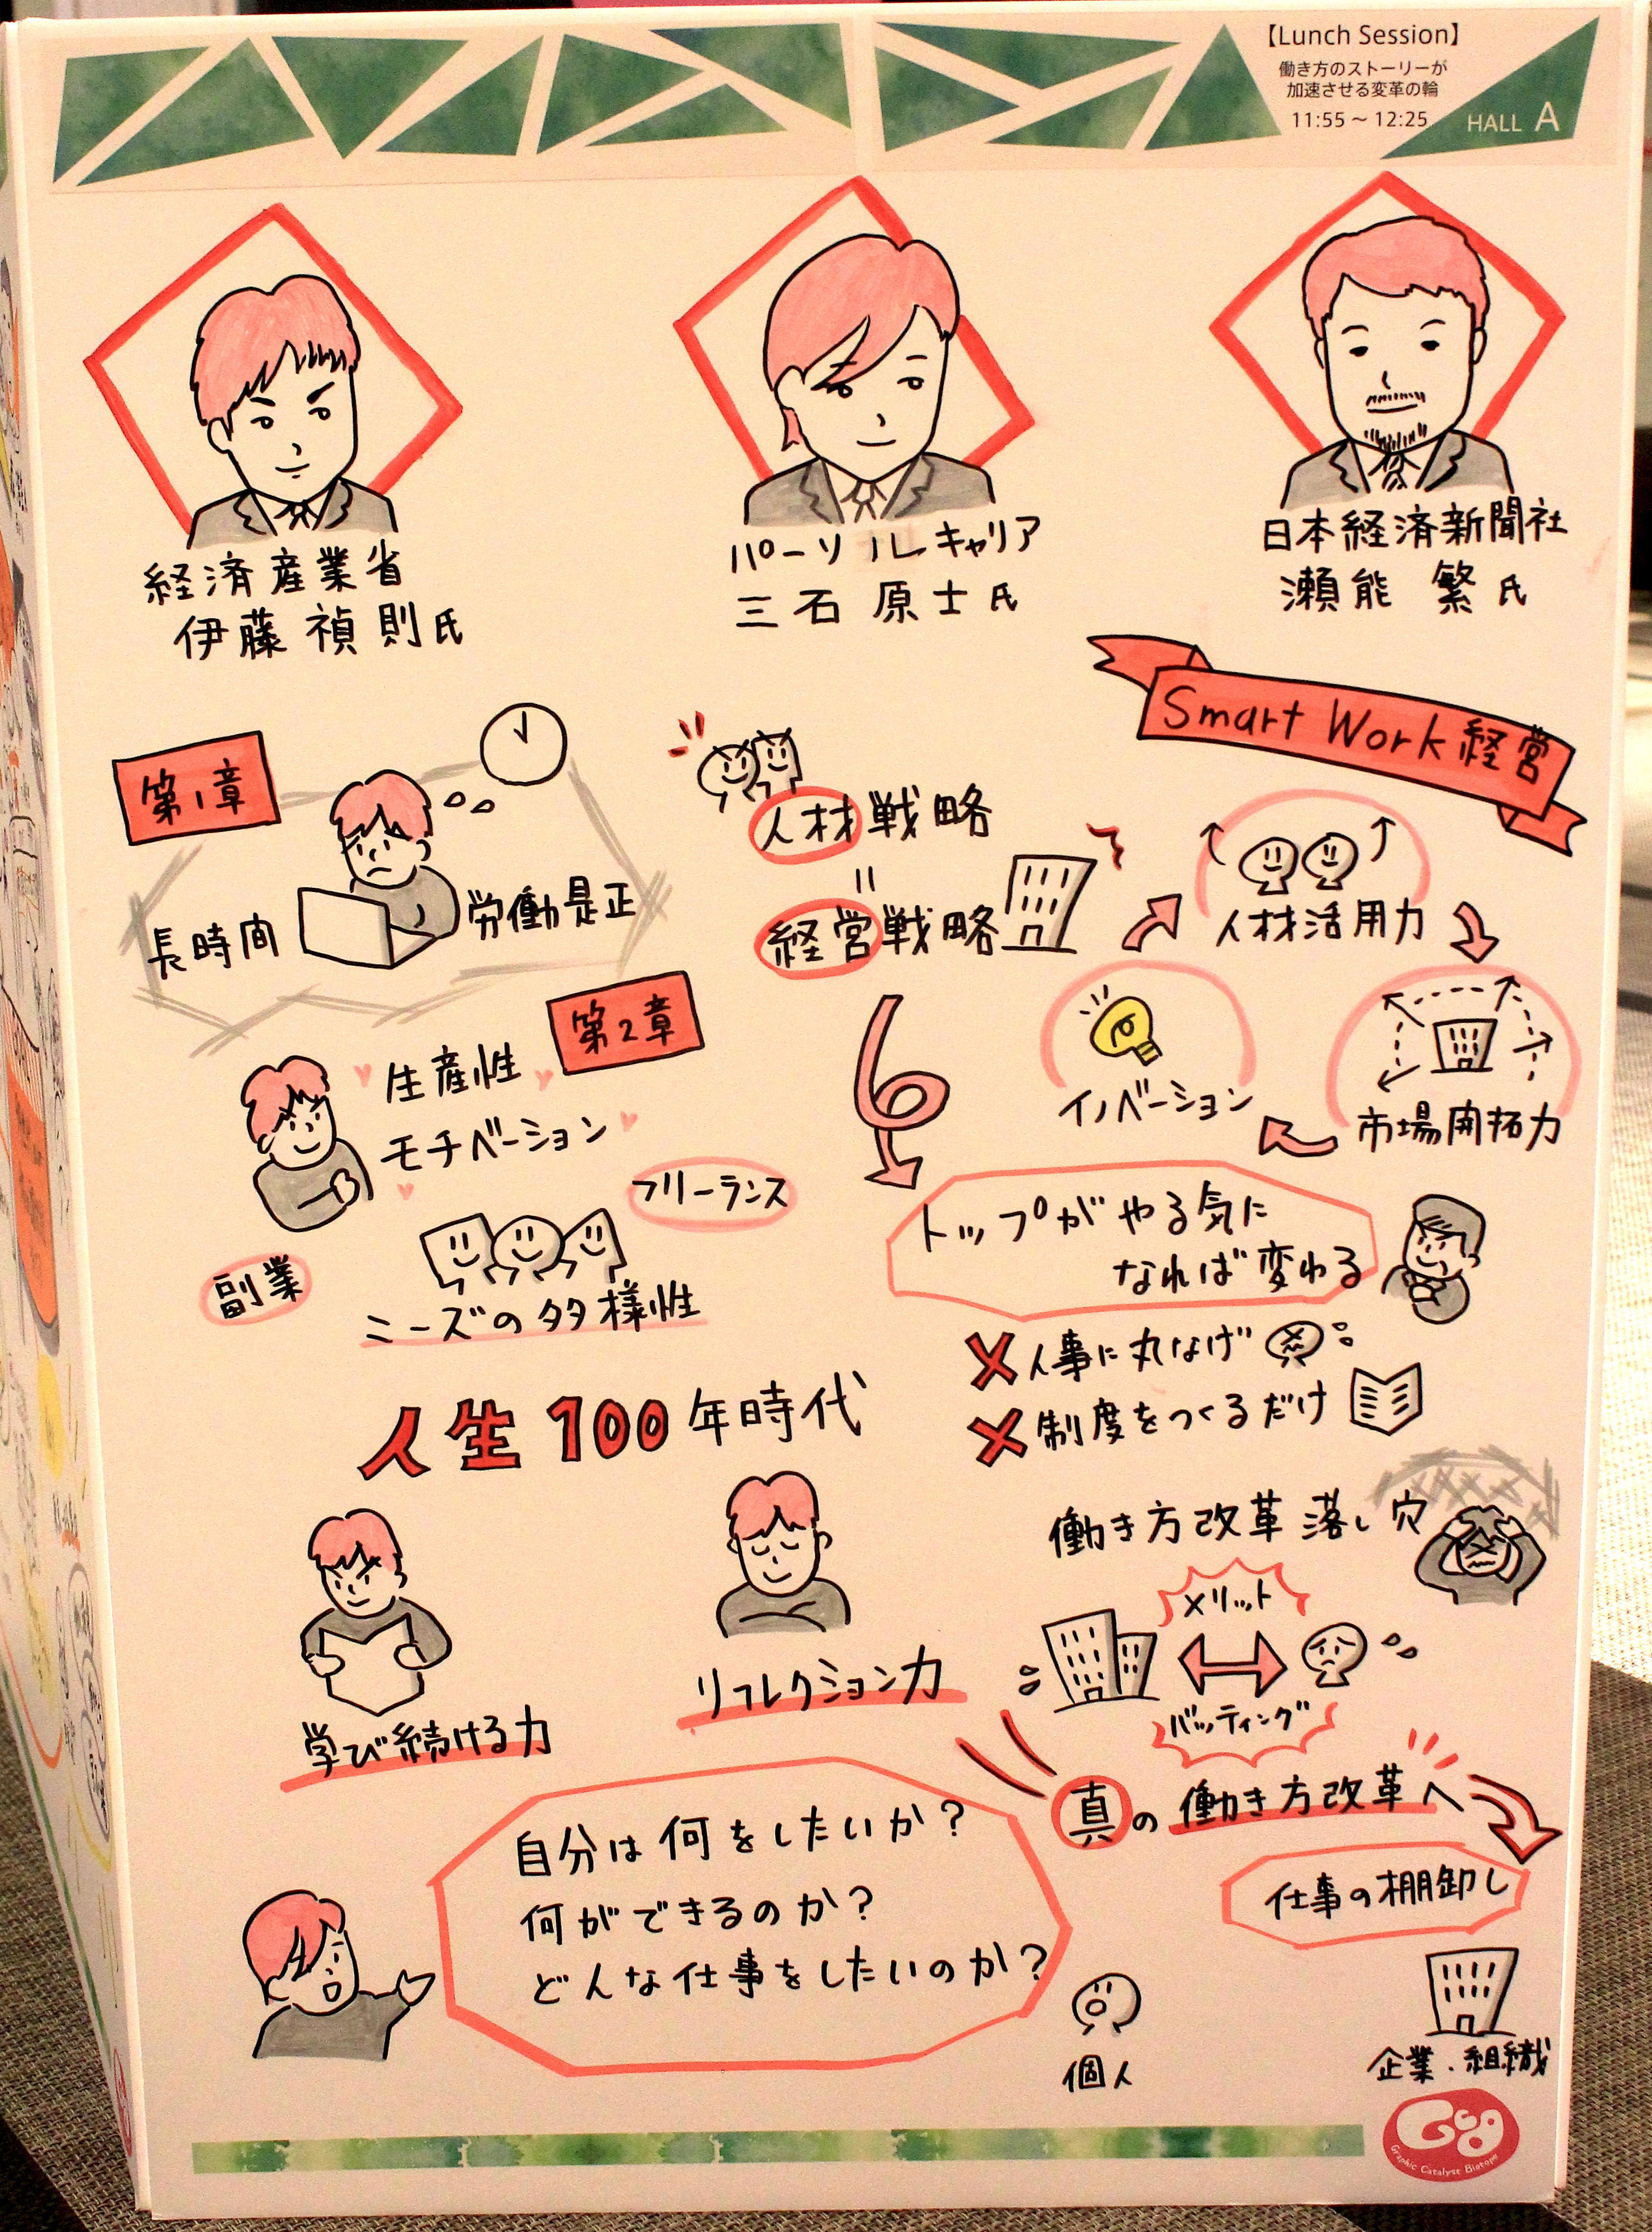 【Lunch Session】
働き方のストーリーが
加速させる変革の輪
11:55 ～ 12:25
HALL A
経済産業省
伊藤 禎則氏
パーソルキャリア
三石 原士氏
日本経済新聞社
瀬能 繁氏
第1章
長時間 労働是正
第2章
生産性
モチベーション
フリーランス
副業
ニーズの多様性
人材戦略
=
経営戦略
Smart Work 経営
人材活用力
市場開拓力
イノベーション
トップがやる気に
なれば変わる
×人事に丸なげ
×制度をつくるだけ
人生100年時代
学び続ける力
リフレクション力
働き方改革 落し穴
メリット
バッティング
真の働き方改革へ
仕事の棚卸し
自分は何をしたいか？
何ができるのか？
どんな仕事をしたいのか？
個人
企業・組織
Gcg
Graphic Catalyst Biotope